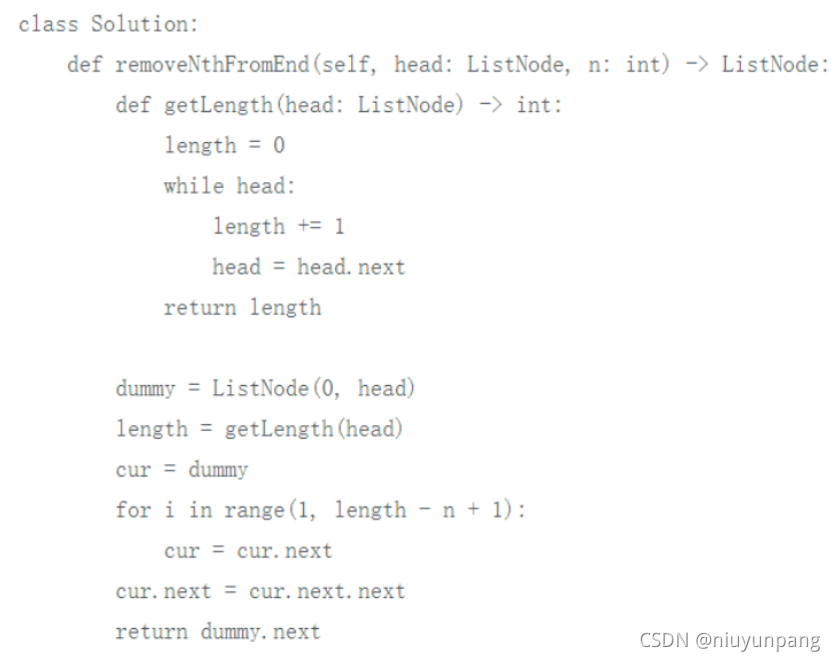 class Solution:
    def removeNthFromEnd(self, head: ListNode, n: int) -> ListNode:
        def getLength(head: ListNode) -> int:
            length = 0
            while head:
                length += 1
                head = head.next
            return length

        dummy = ListNode(0, head)
        length = getLength(head)
        cur = dummy
        for i in range(1, length - n + 1):
            cur = cur.next
        cur.next = cur.next.next
        return dummy.next
CSDN @niuyunpang